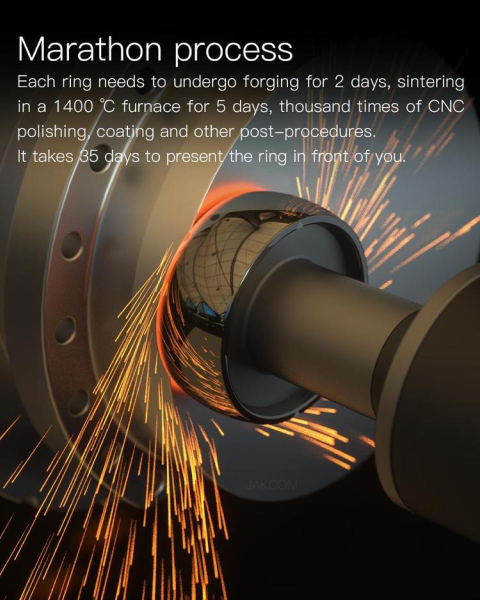 Marathon process
Each ring needs to undergo forging for 2 days, sintering
in a 1400 ℃ furnace for 5 days, thousand times of CNC
polishing, coating and other post-procedures.
It takes 35 days to present the ring in front of you.
JAKCOM